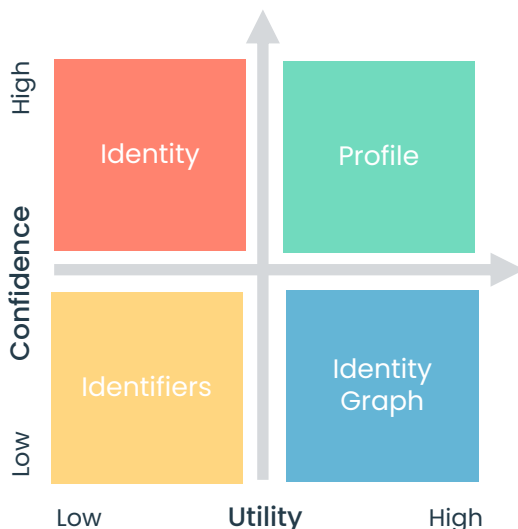 High
Identity
Profile
Confidence
Identifiers
Identity
Graph
Low
Low
Utility
High